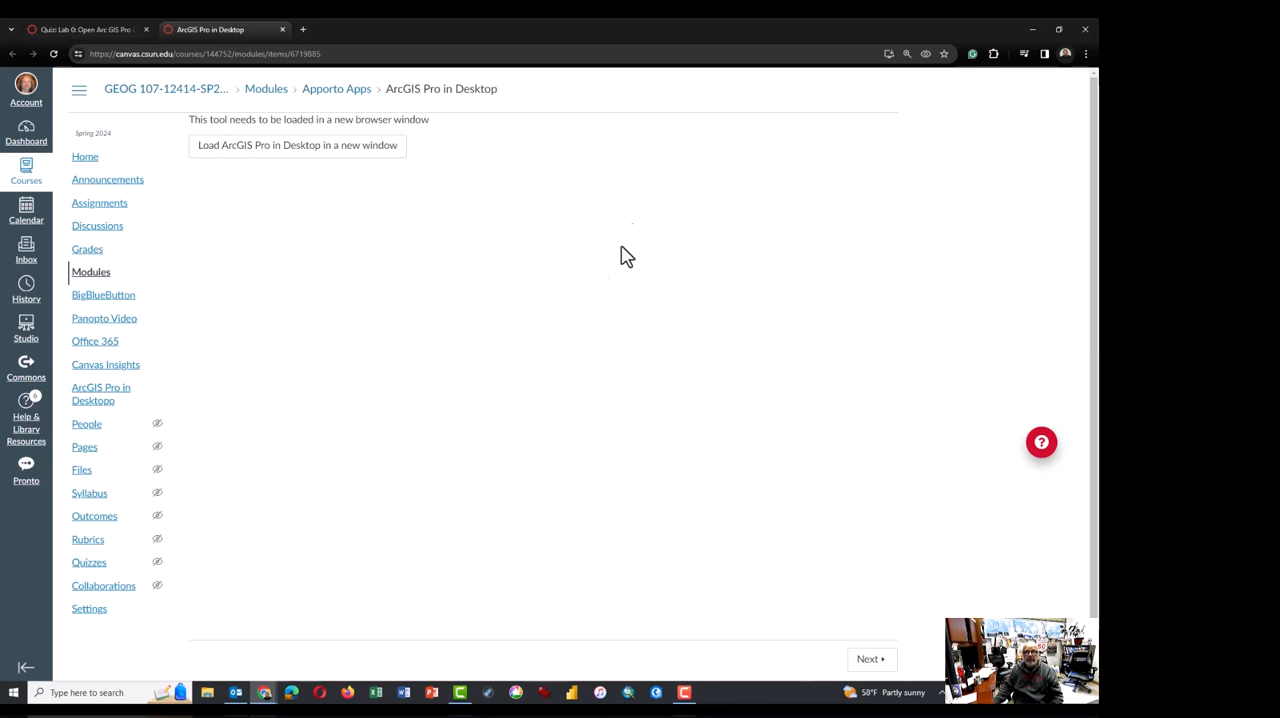 Quiz: Lab 0: Open Arc GIS Pro
ArcGIS Pro in Desktop
https://canvas.csun.edu/courses/144752/modules/items/6719885
Account
Dashboard
Courses
Calendar
Inbox
History
Studio
Commons
6
Help &
Library
Resources
Pronto
GEOG 107-12414-SP2... › Modules › Apporto Apps › ArcGIS Pro in Desktop
Spring 2024
Home
Announcements
Assignments
Discussions
Grades
Modules
BigBlueButton
Panopto Video
Office 365
Canvas Insights
ArcGIS Pro in
Desktopp
People
Pages
Files
Syllabus
Outcomes
Rubrics
Quizzes
Collaborations
Settings
This tool needs to be loaded in a new browser window
Load ArcGIS Pro in Desktop in a new window
Next
Type here to search
58°F Partly sunny